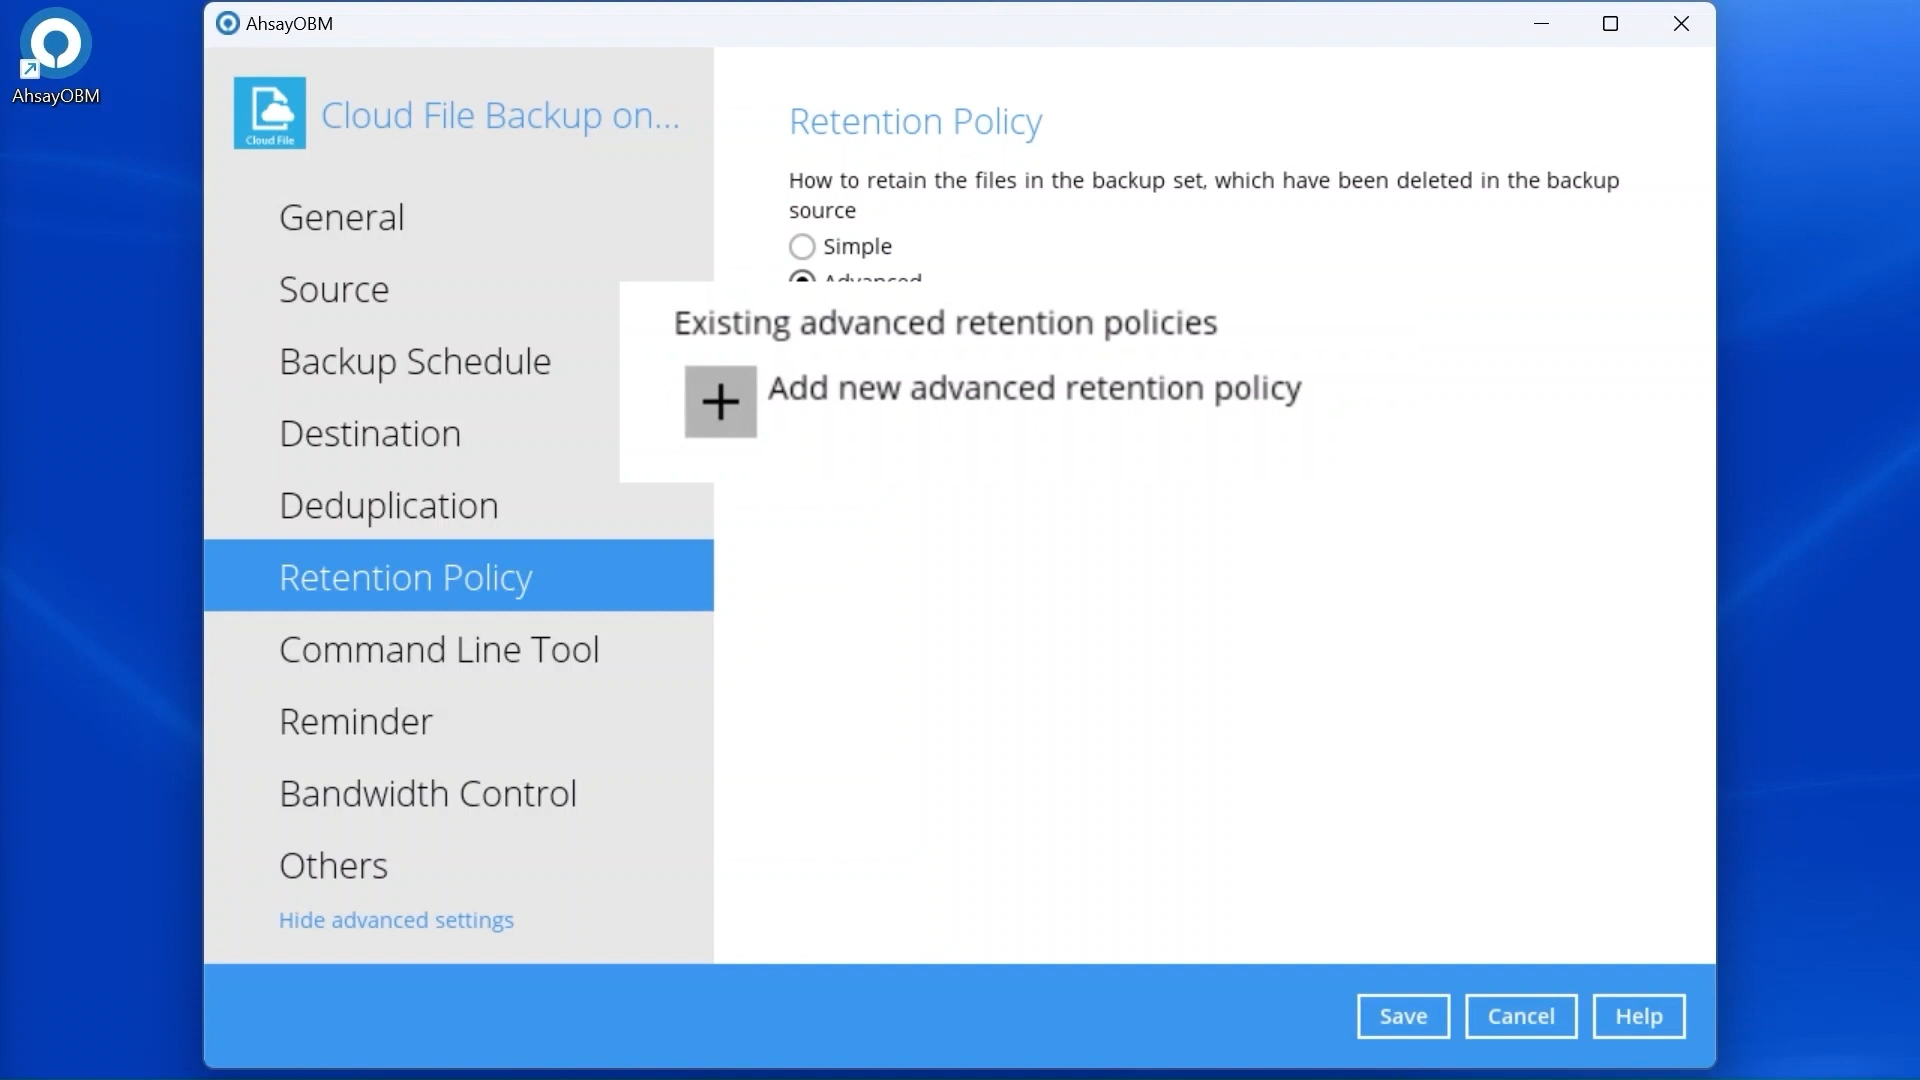 AhsayOBM
AhsayOBM
Cloud File
Cloud File Backup on...
General
Source
Backup Schedule
Destination
Deduplication
Retention Policy
Command Line Tool
Reminder
Bandwidth Control
Others
Hide advanced settings
Retention Policy
How to retain the files in the backup set, which have been deleted in the backup
source
Simple
Advanced
Existing advanced retention policies
Add new advanced retention policy
Save
Cancel
Help